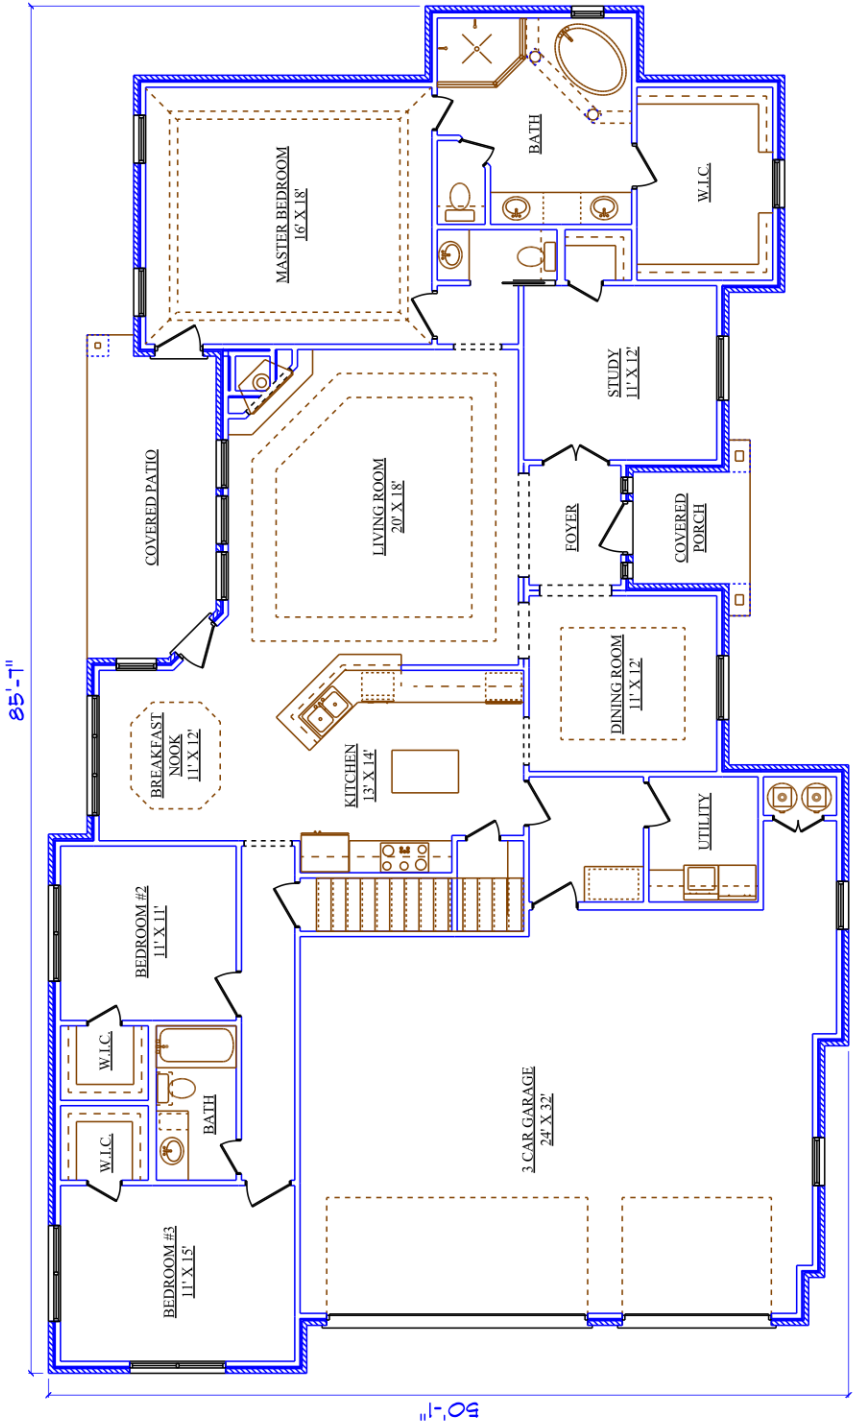 BATH
MASTER BEDROOM
16' X 18'
W.I.C.
STUDY
11' X 12'
COVERED PATIO
LIVING ROOM
20' X 18'
FOYER
COVERED
PORCH
DINING ROOM
11' X 12'
BREAKFAST
NOOK
11' X 12'
KITCHEN
13' X 14'
UTILITY
BEDROOM #2
11' X 11'
W.I.C.
BATH
W.I.C.
3 CAR GARAGE
24' X 32'
BEDROOM #3
11' X 15'
85'-7"
50'-1"